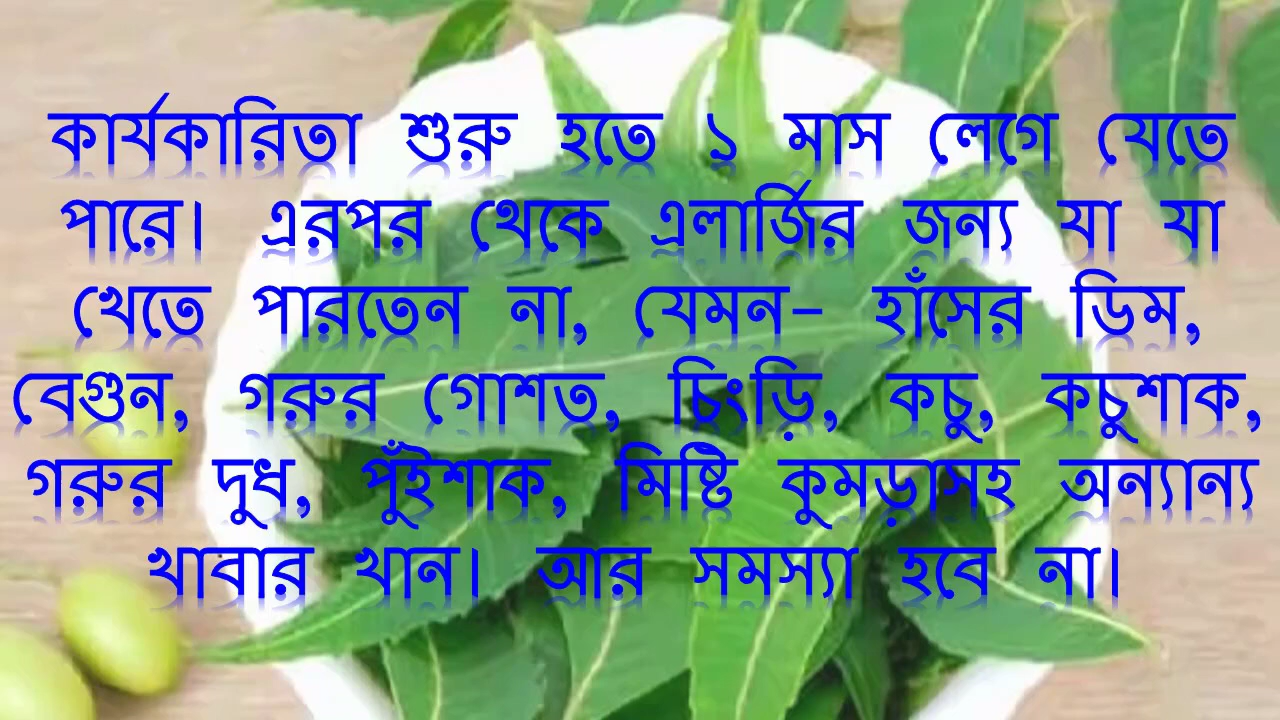 কার্যকারিতা শুরু হতে ১ মাস লেগে যেতে
পারে। এরপর থেকে এলার্জির জন্য যা যা
খেতে পারতেন না, যেমন- হাঁসের ডিম,
বেগুন, গরুর গোশত, চিংড়ি, কচু, কচুশাক,
গরুর দুধ, পুঁইশাক, মিষ্টি কুমড়াসহ অন্যান্য
খাবার খান। আর সমস্যা হবে না।